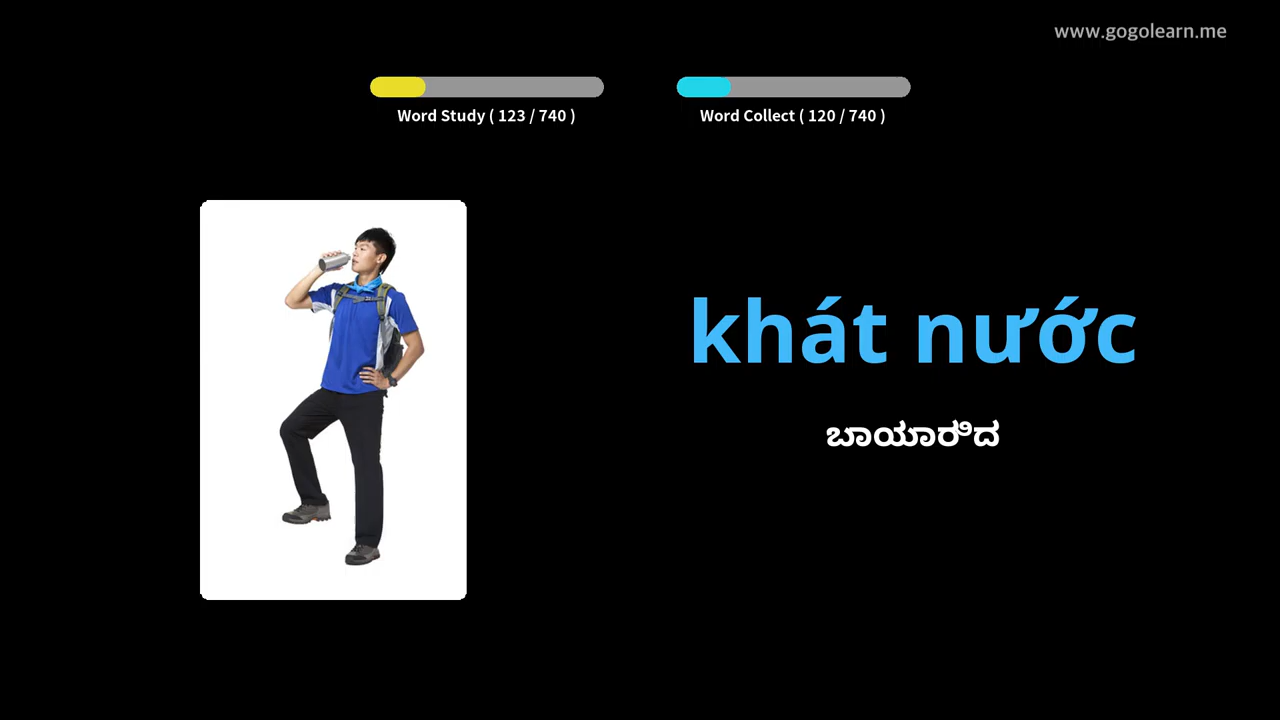 www.gogolearn.me
Word Study ( 123 / 740 )
Word Collect ( 120 / 740 )
khát nước
ಬಾಯಾರಿದ